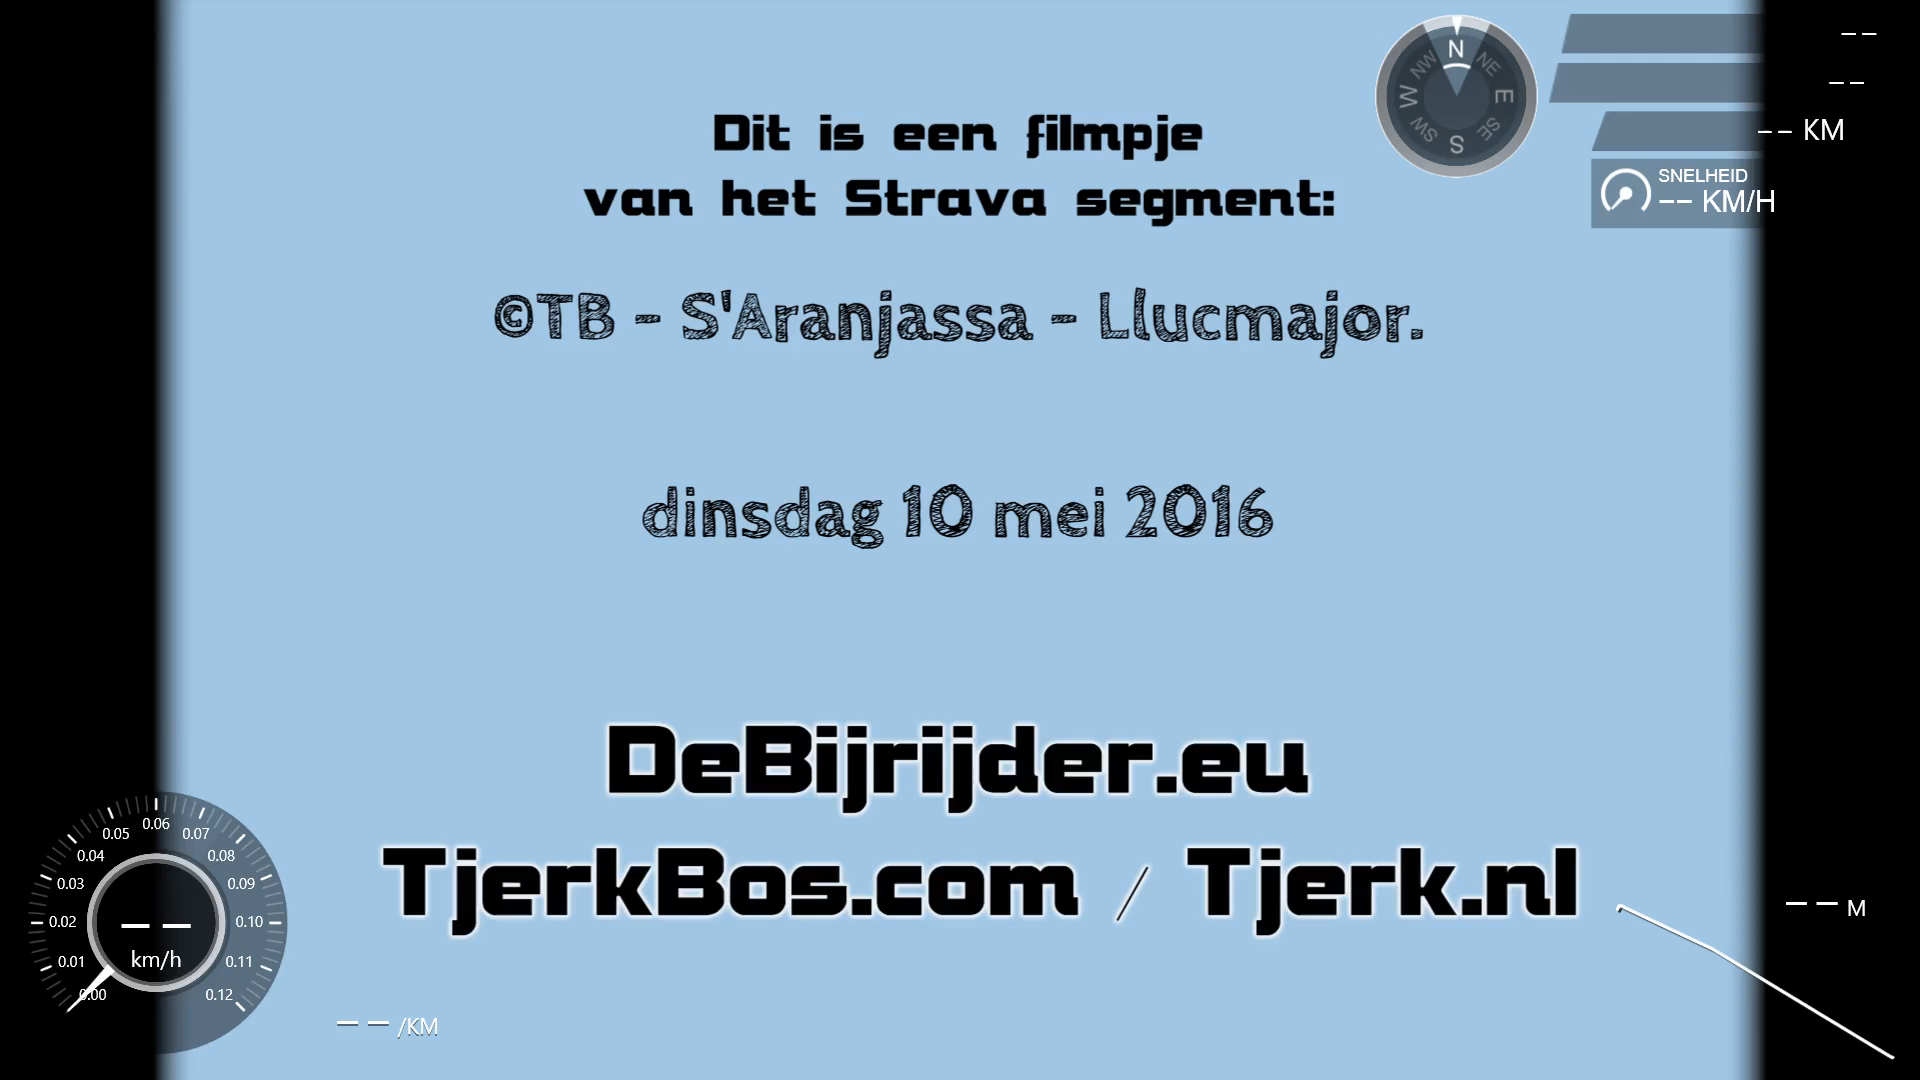 Dit is een filmpje
van het Strava segment:
©TB - S'Aranjassa - Llucmajor.
dinsdag 10 mei 2016
DeBijrijder.eu
TjerkBos.com / Tjerk.nl
N
NE
E
SE
S
SW
W
NW
--
--
-- KM
SNELHEID
-- KM/H
0.00
0.01
0.02
0.03
0.04
0.05
0.06
0.07
0.08
0.09
0.10
0.11
0.12
--
km/h
-- /KM
-- M